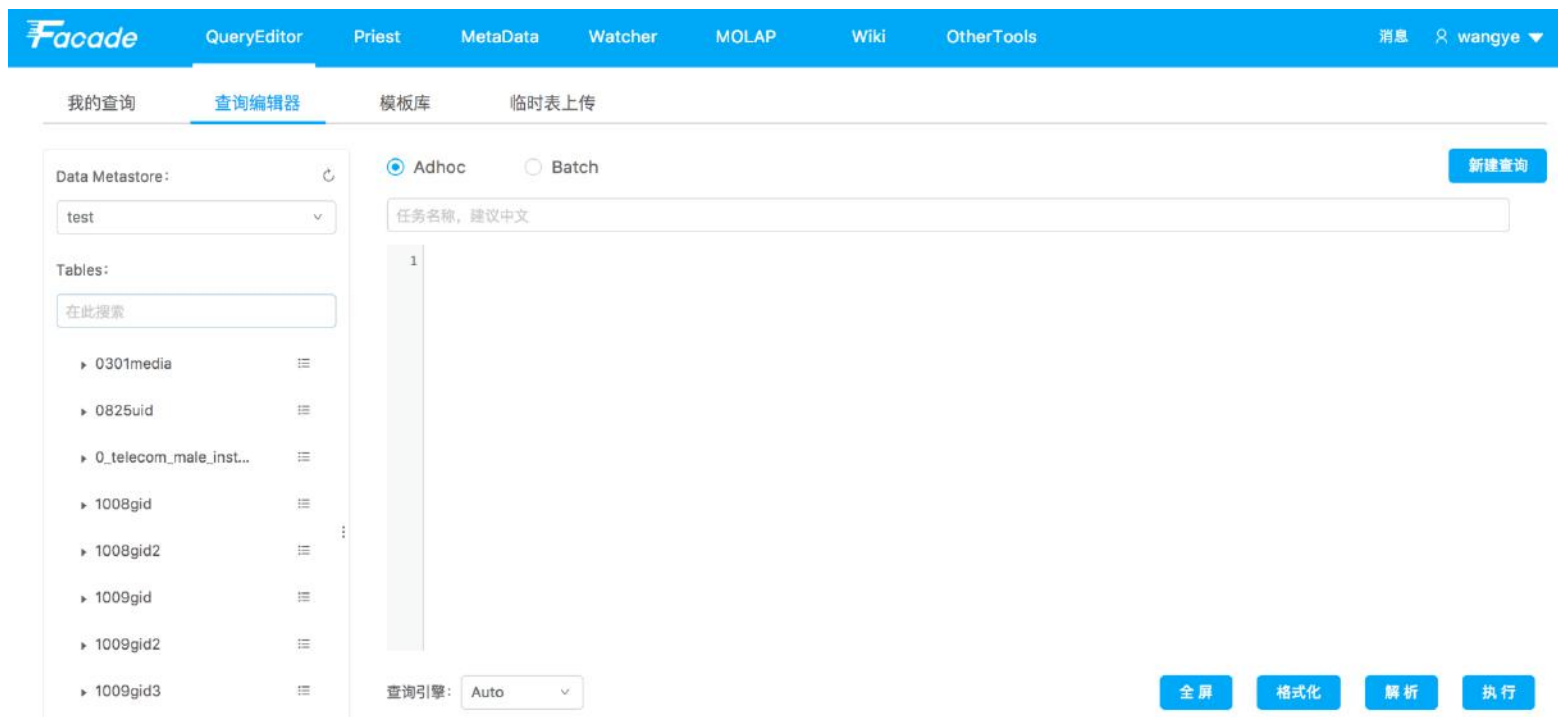 Facade QueryEditor Priest MetaData Watcher MOLAP Wiki OtherTools 消息 wangye
我的查询 查询编辑器 模板库 临时表上传
Data Metastore:
test
Tables:
在此搜索
0301media
0825uid
0_telecom_male_inst...
1008gid
1008gid2
1009gid
1009gid2
1009gid3
Adhoc Batch 新建查询
任务名称，建议中文
1
查询引擎: Auto 全屏 格式化 解析 执行